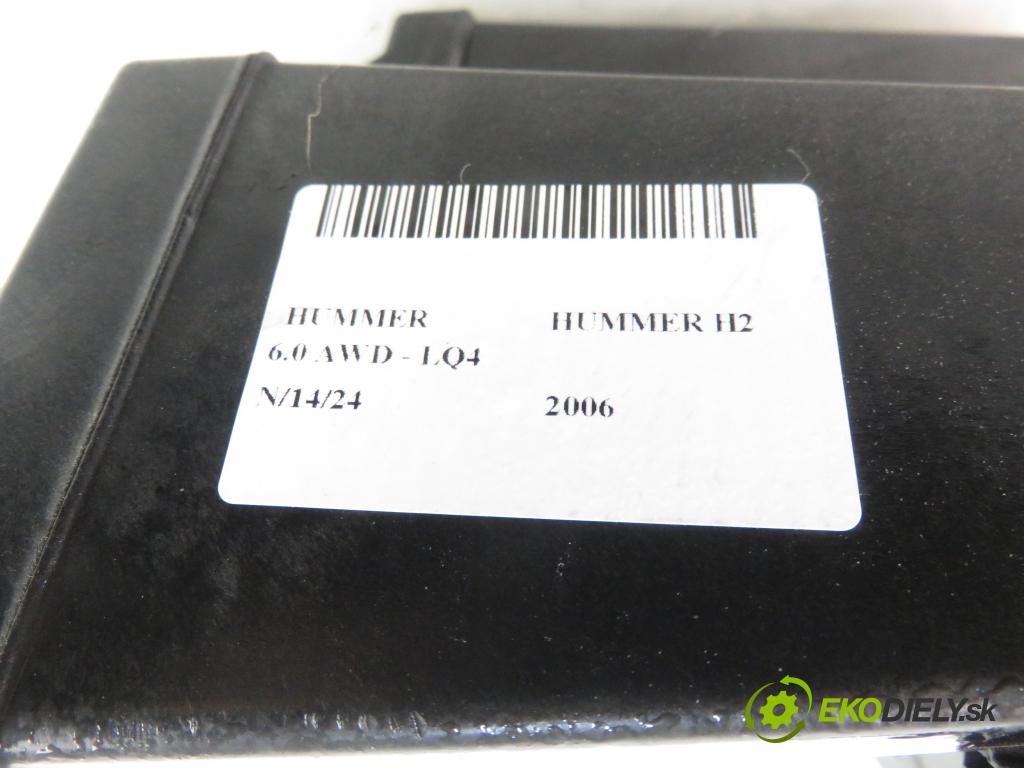 HUMMER HUMMER H2
6.0 AWD - LQ4
N/14/24 2006
EKODIELY.sk